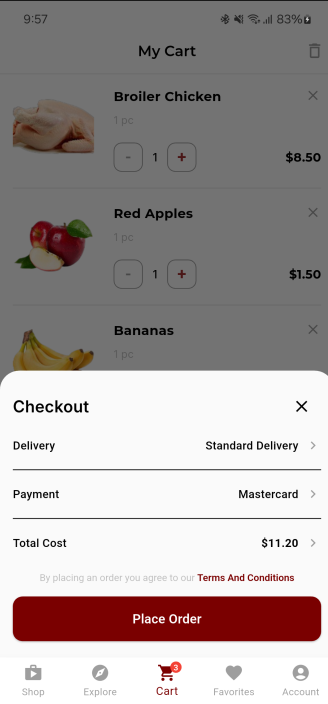 9:57
83%
My Cart
Broiler Chicken
1 pc
- 1 +
$8.50
Red Apples
1 pc
- 1 +
$1.50
Bananas
1 pc
Checkout
Delivery Standard Delivery
Payment Mastercard
Total Cost $11.20
By placing an order you agree to our Terms And Conditions
Place Order
3
Shop Explore Cart Favorites Account